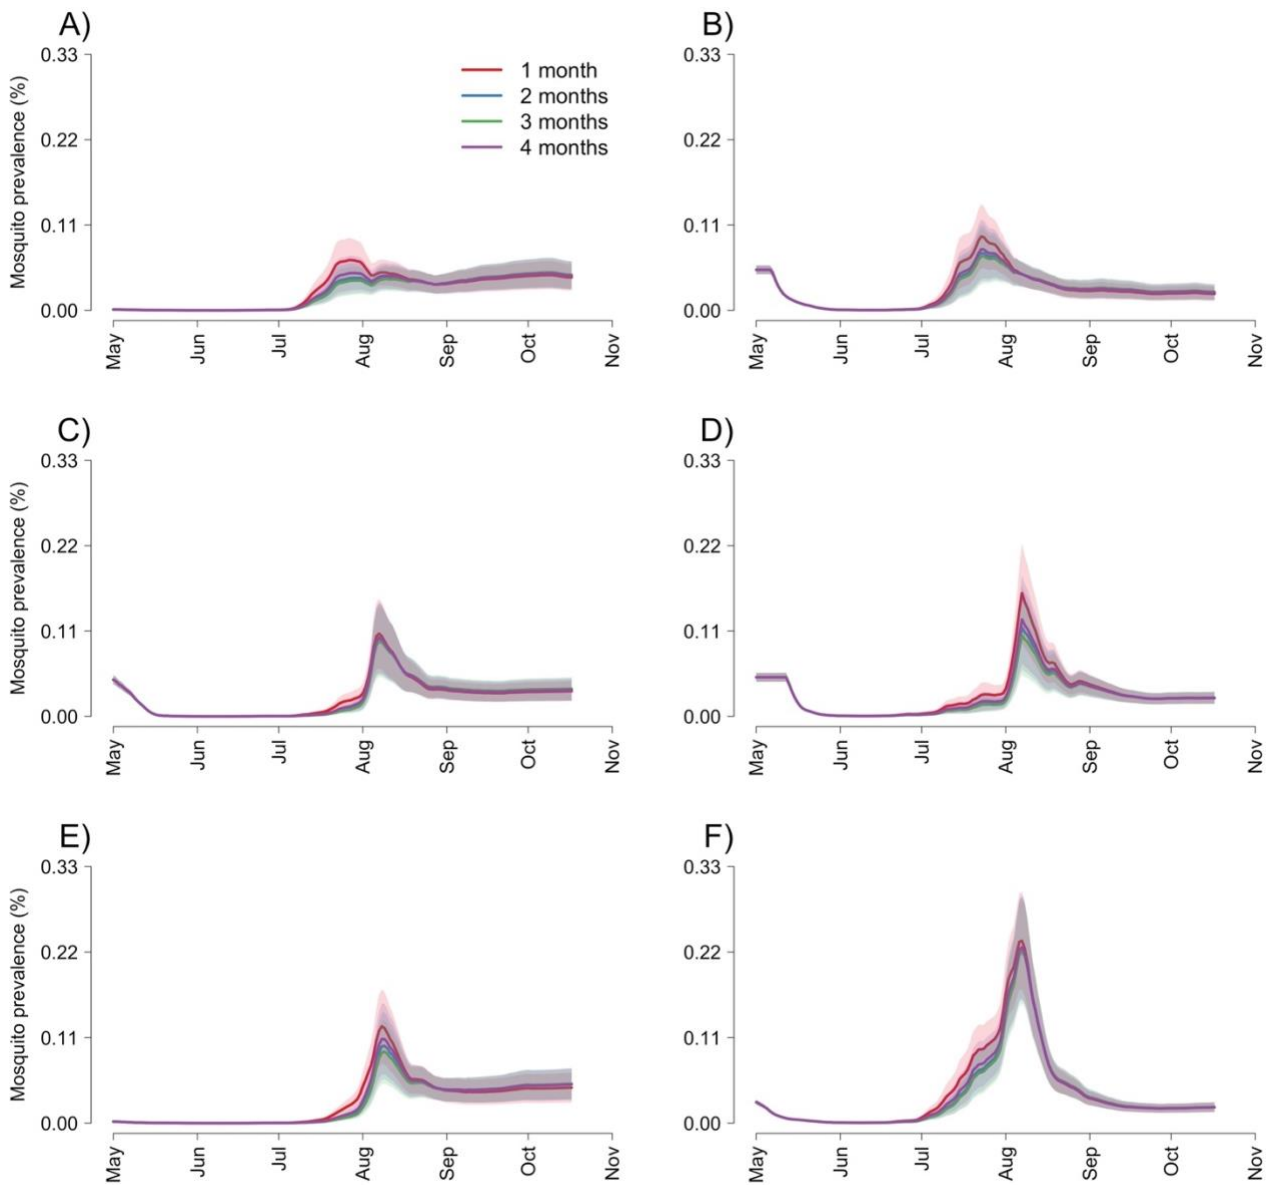 A)
Mosquito prevalence (%)
0.33
0.22
0.11
0.00
May
Jun
Jul
Aug
Sep
Oct
Nov
1 month
2 months
3 months
4 months
B)
0.33
0.22
0.11
0.00
May
Jun
Jul
Aug
Sep
Oct
Nov
C)
Mosquito prevalence (%)
0.33
0.22
0.11
0.00
May
Jun
Jul
Aug
Sep
Oct
Nov
D)
0.33
0.22
0.11
0.00
May
Jun
Jul
Aug
Sep
Oct
Nov
E)
Mosquito prevalence (%)
0.33
0.22
0.11
0.00
May
Jun
Jul
Aug
Sep
Oct
Nov
F)
0.33
0.22
0.11
0.00
May
Jun
Jul
Aug
Sep
Oct
Nov